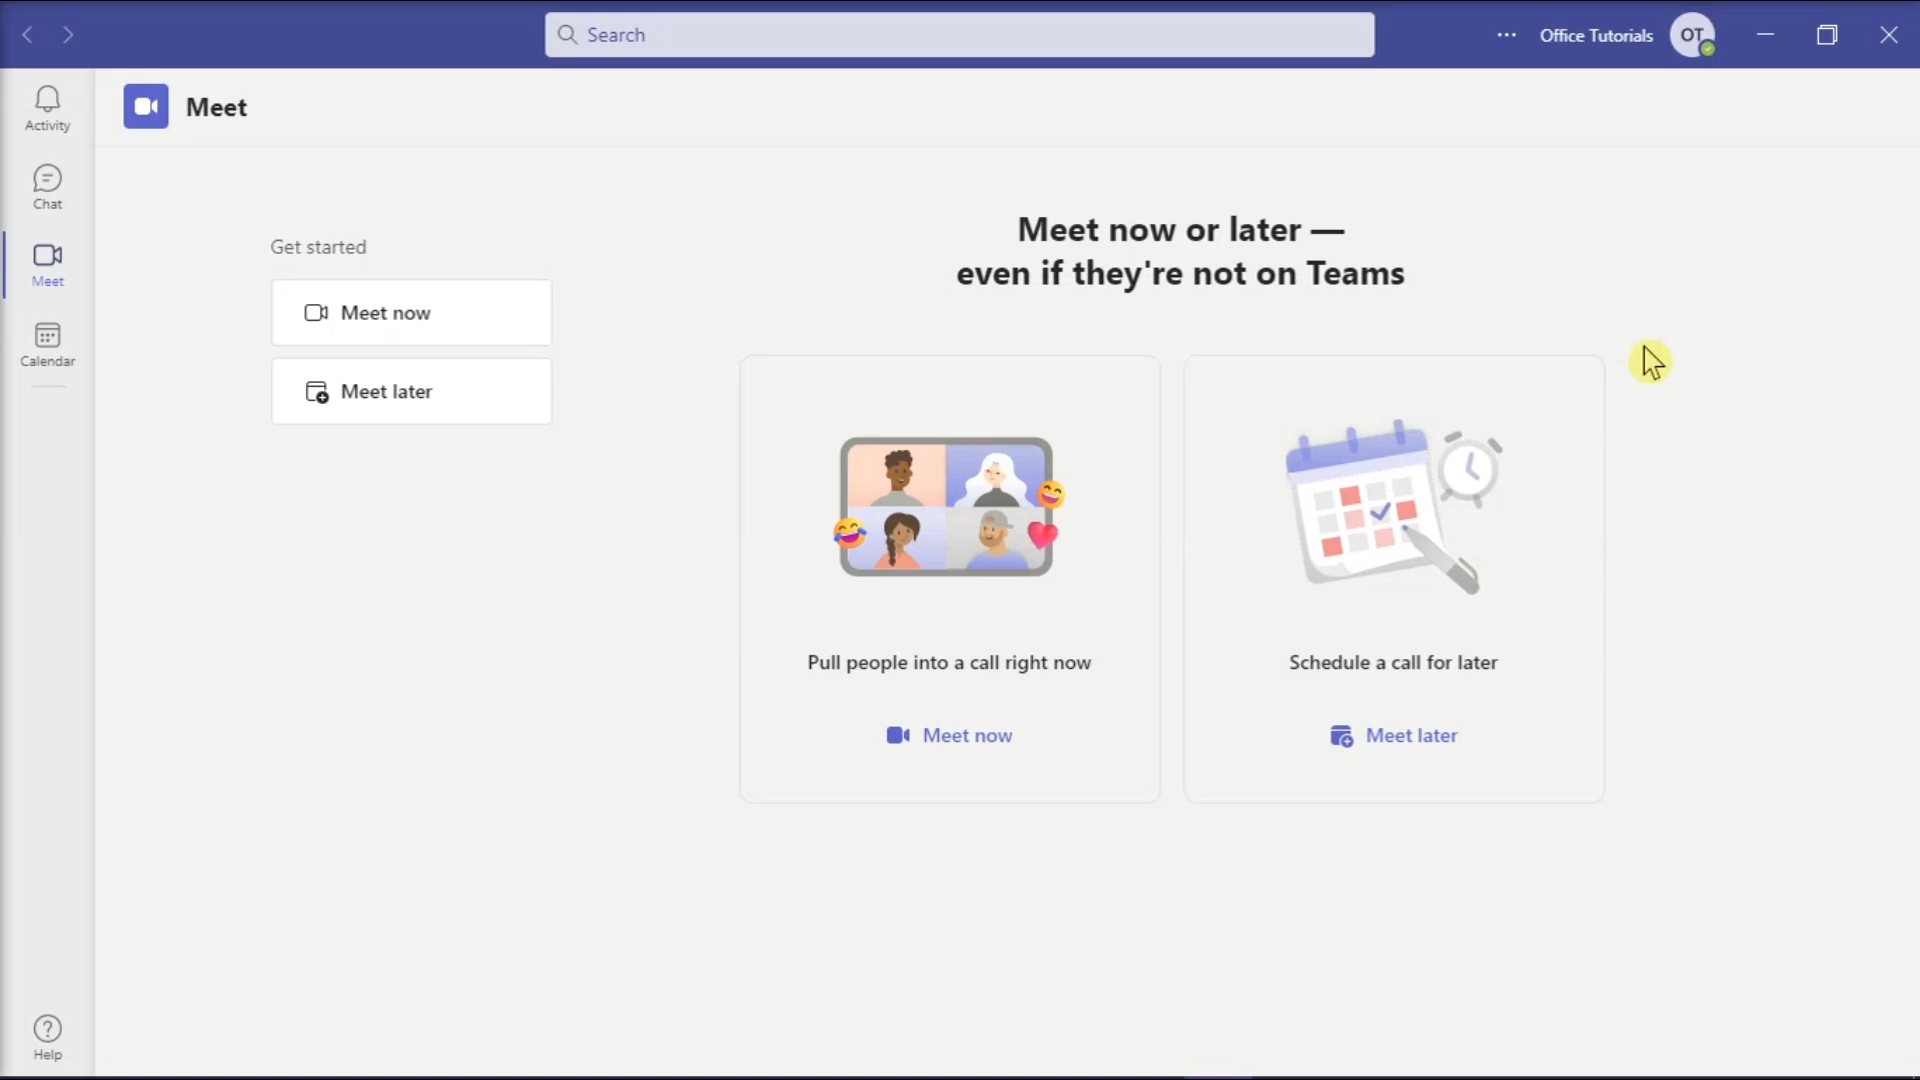 Search
Office Tutorials
OT
Activity
Chat
Meet
Calendar
Help
Meet
Get started
Meet now
Meet later
Meet now or later —
even if they're not on Teams
Pull people into a call right now
Meet now
Schedule a call for later
Meet later